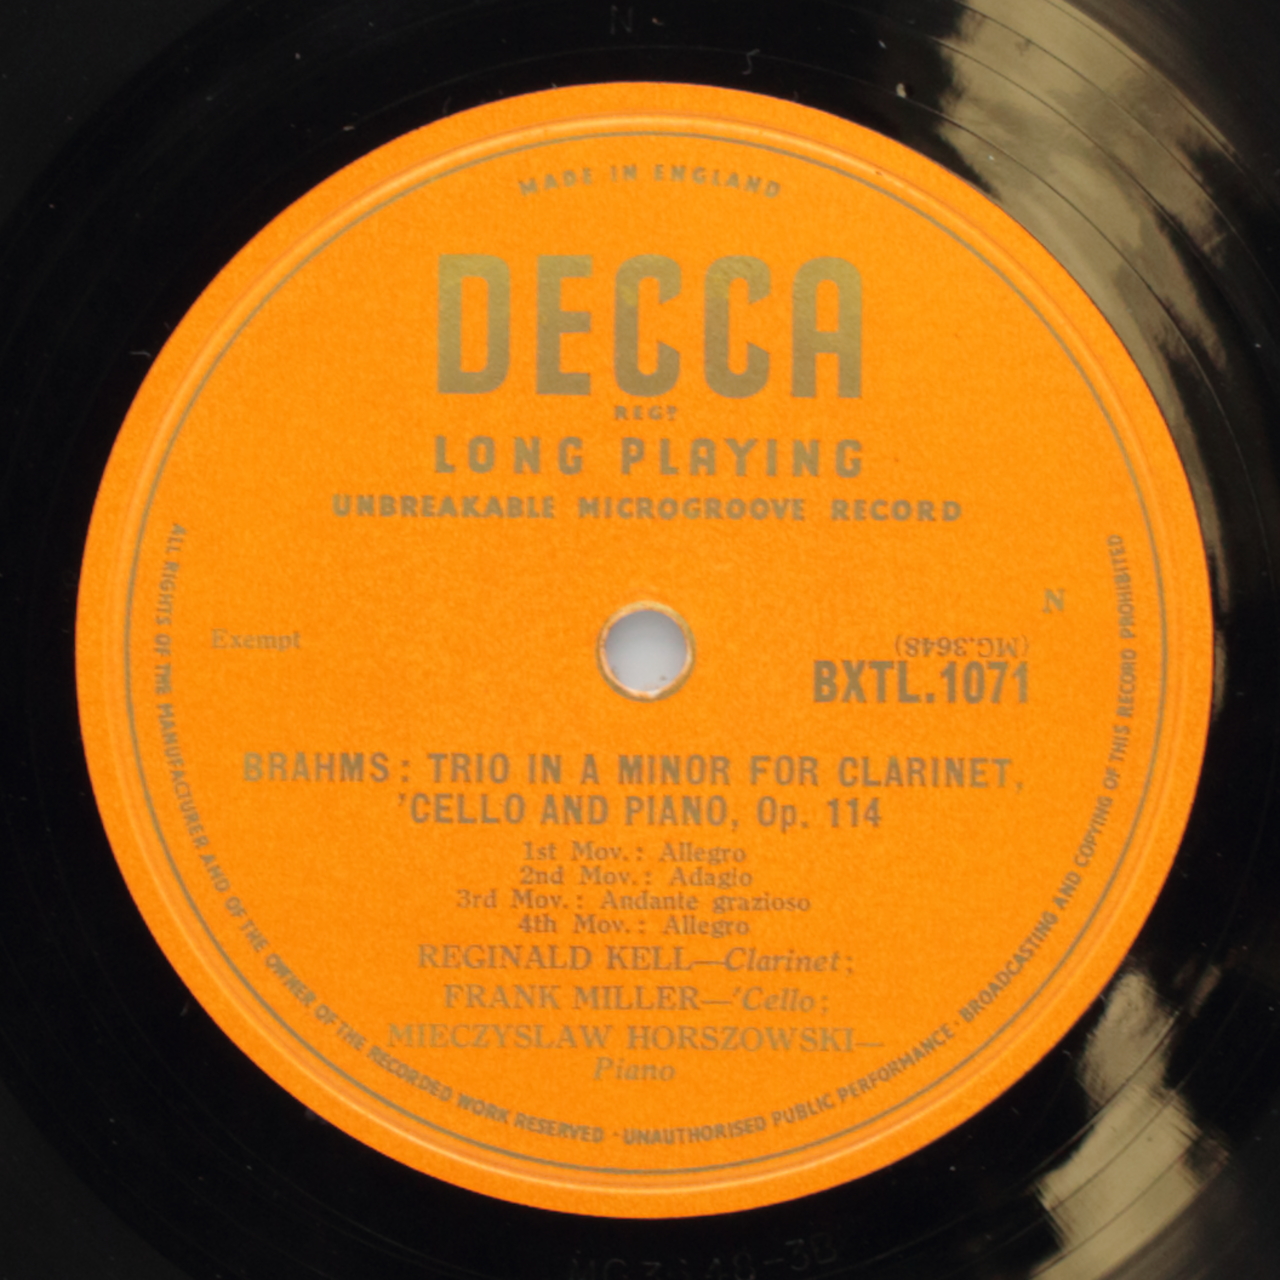 N
MADE IN ENGLAND
DECCA
REGD
LONG PLAYING
UNBREAKABLE MICROGROOVE RECORD
N
Exempt
(MG.3648)
BXTL.1071
BRAHMS: TRIO IN A MINOR FOR CLARINET,
'CELLO AND PIANO, Op. 114
1st Mov.: Allegro
2nd Mov.: Adagio
3rd Mov.: Andante grazioso
4th Mov.: Allegro
REGINALD KELL—Clarinet;
FRANK MILLER—'Cello;
MIECZYSLAW HORSZOWSKI—
Piano
ALL RIGHTS OF THE MANUFACTURER AND OF THE OWNER OF THE RECORDED WORK RESERVED · UNAUTHORISED PUBLIC PERFORMANCE · BROADCASTING AND COPYING OF THIS RECORD PROHIBITED